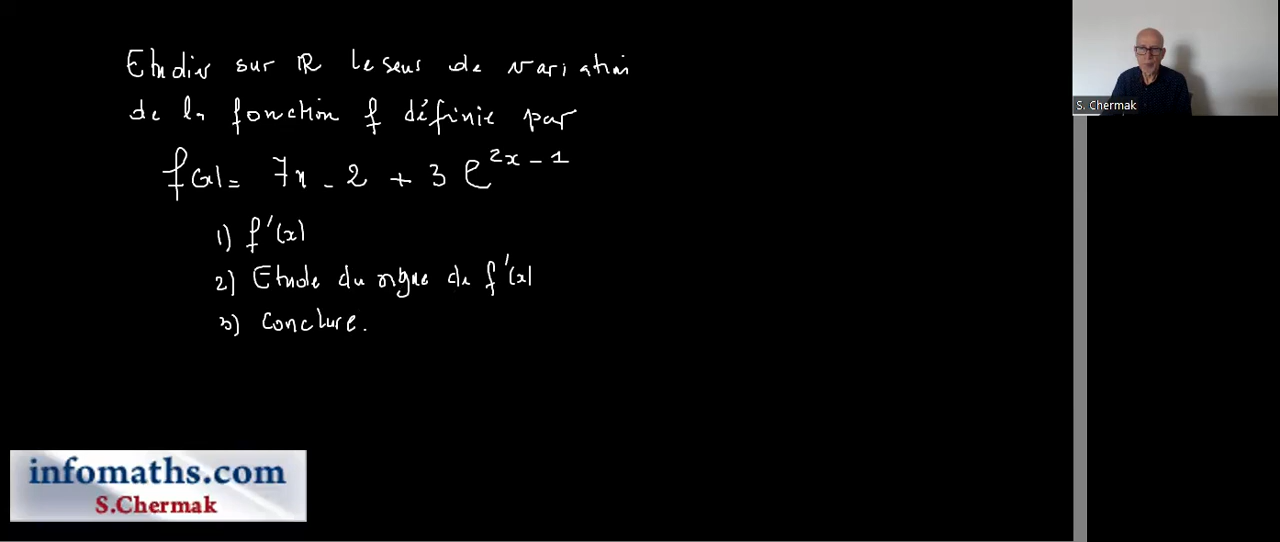 Etudier sur ℝ le sens de variation
de la fonction f définie par
f(x) = 7x - 2 + 3 e^{2x - 1}
1) f'(x)
2) Etude du signe de f'(x)
3) Conclure.
S. Chermak
infomaths.com
S.Chermak